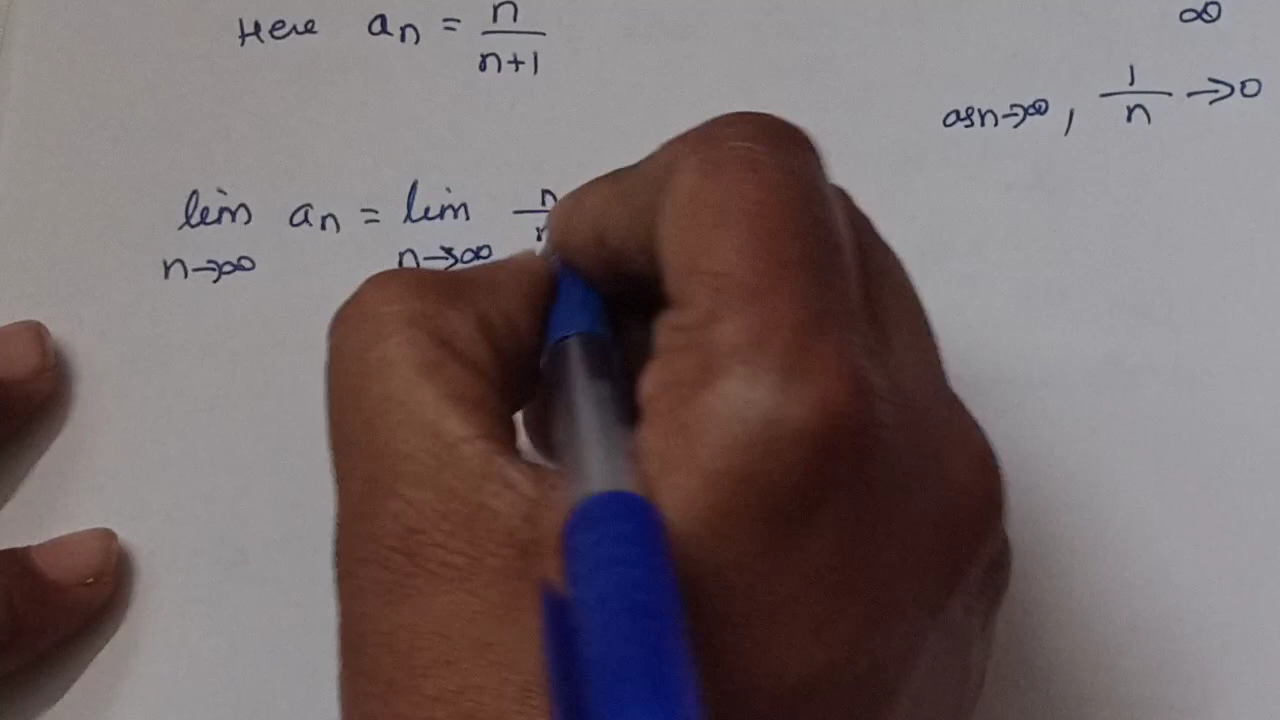 Here an = n/n+1
∞
as n→∞, 1/n →0
lim n→∞ an = lim n→∞ n/